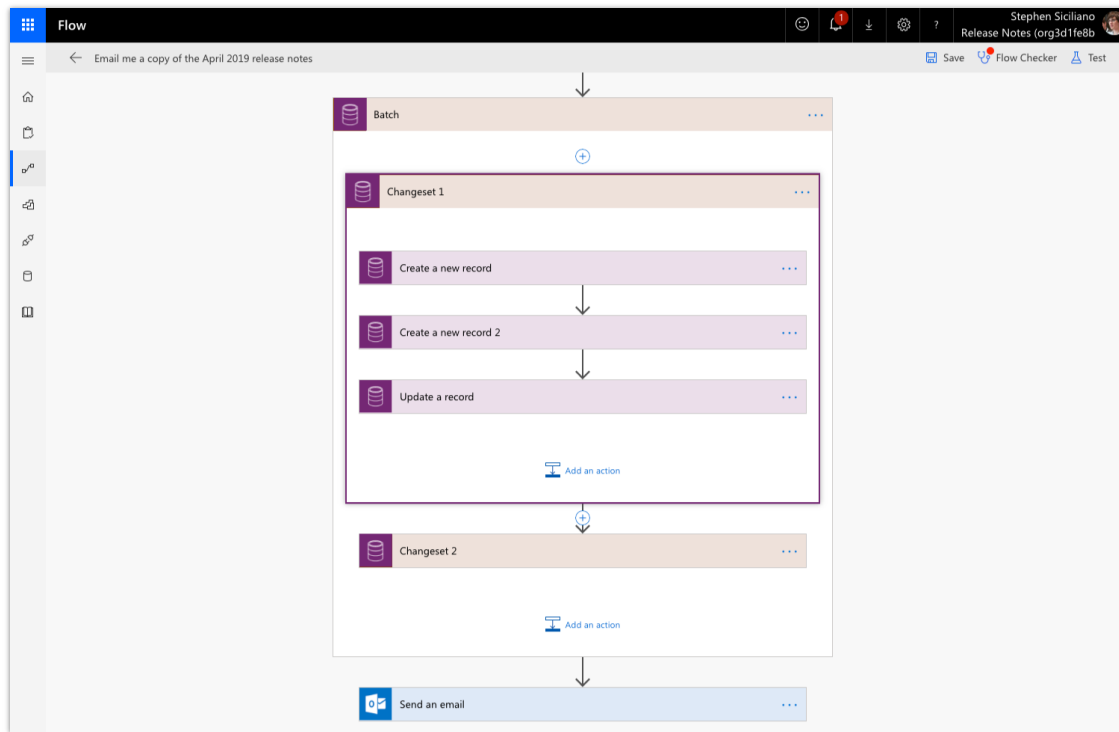 Flow
1
?
Stephen Siciliano
Release Notes (org3d1fe8b
Email me a copy of the April 2019 release notes
Save
Flow Checker
Test
Batch
Changeset 1
Create a new record
Create a new record 2
Update a record
Add an action
Changeset 2
Add an action
Send an email